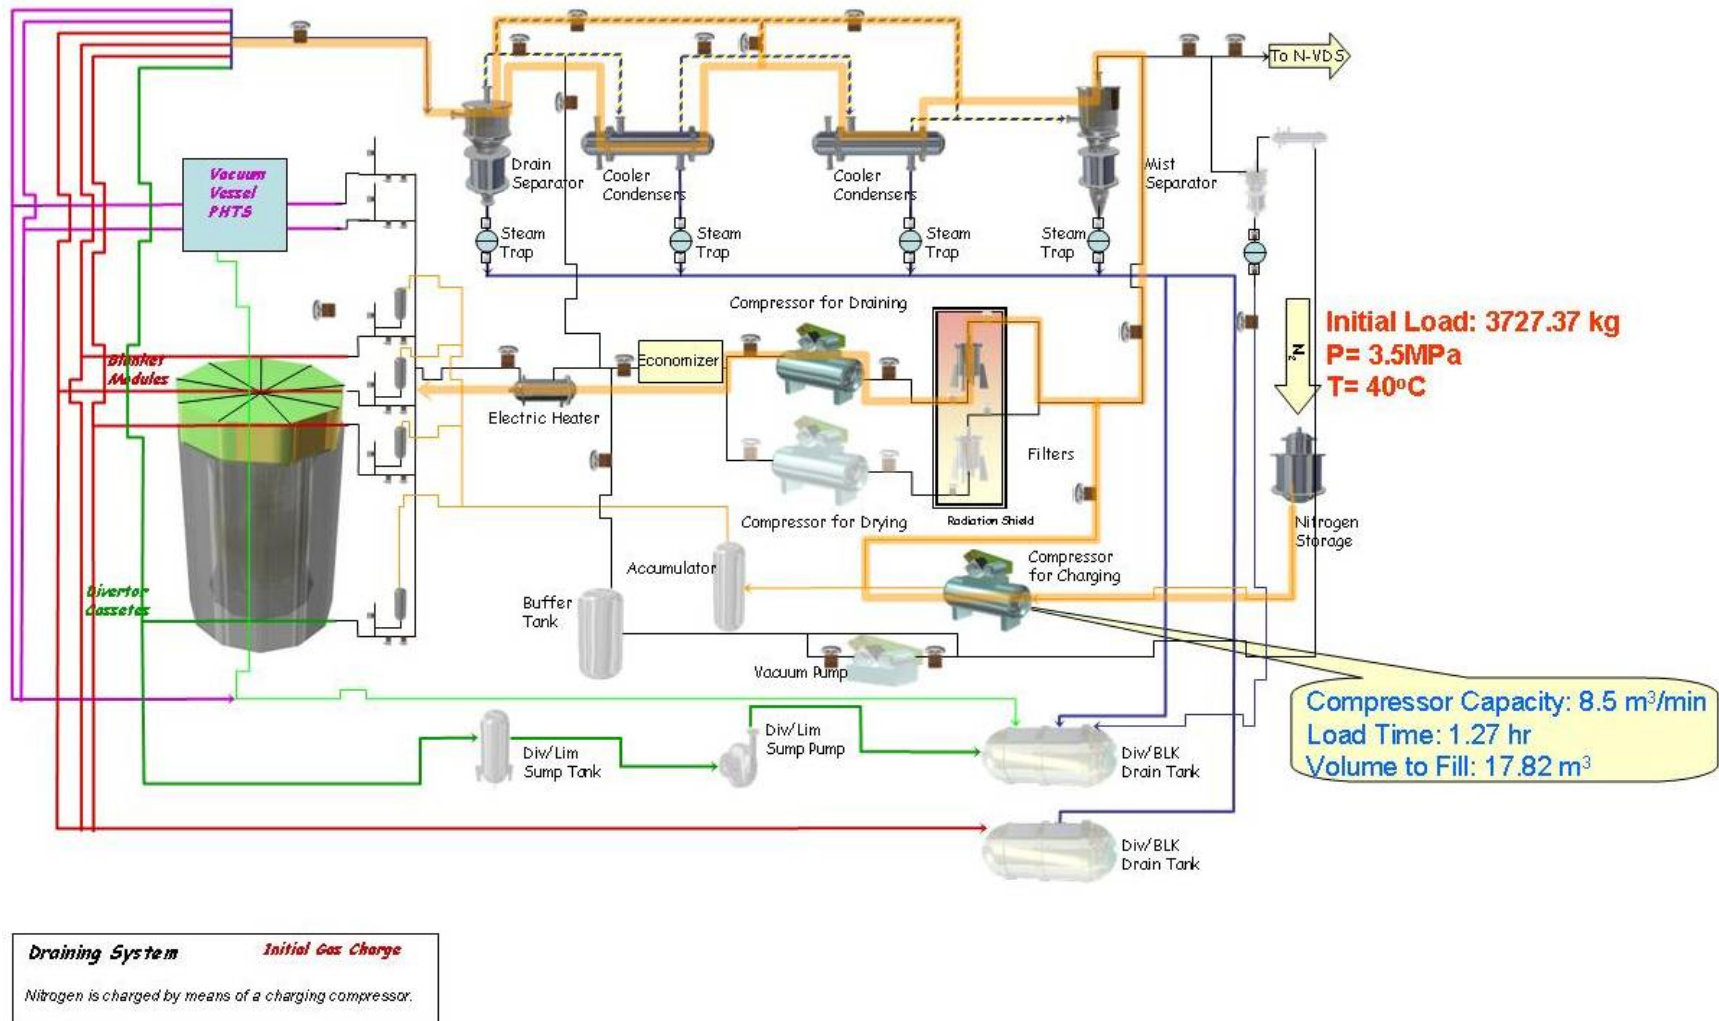 To N-VDS
Vacuum
Vessel
PHTS
Drain
Separator
Cooler
Condensers
Cooler
Condensers
Mist
Separator
Steam
Trap
Steam
Trap
Steam
Trap
Steam
Trap
Compressor for Draining
N2
Initial Load: 3727.37 kg
P= 3.5MPa
T= 40ºC
Blanket
Modules
Economizer
Electric Heater
Filters
Compressor for Drying
Radiation Shield
Nitrogen
Storage
Accumulator
Compressor
for Charging
Divertor
Cassetes
Buffer
Tank
Vacuum Pump
Compressor Capacity: 8.5 m³/min
Load Time: 1.27 hr
Volume to Fill: 17.82 m³
Div/Lim
Sump Tank
Div/Lim
Sump Pump
Div/BLK
Drain Tank
Div/BLK
Drain Tank
Draining System Initial Gas Charge
Nitrogen is charged by means of a charging compressor.